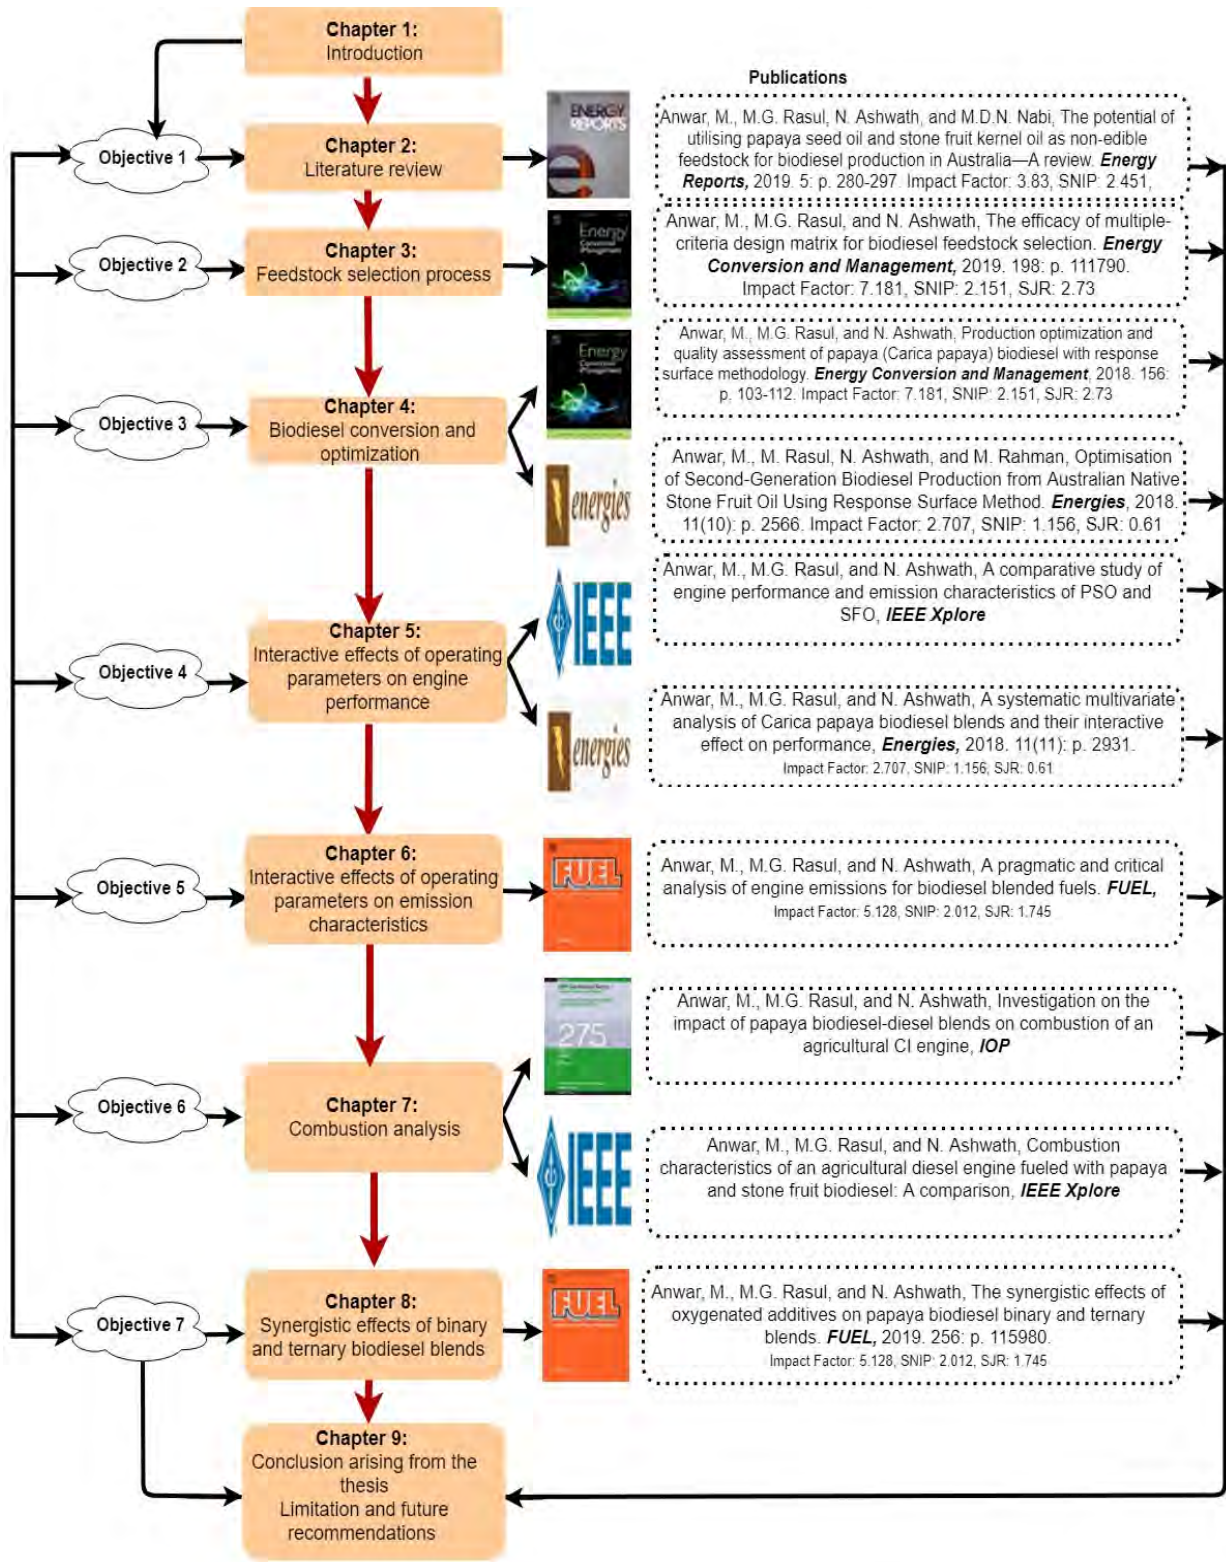 Chapter 1:
Introduction
Publications
Objective 1
Chapter 2:
Literature review
ENERGY
REPORTS
Anwar, M., M.G. Rasul, N. Ashwath, and M.D.N. Nabi, The potential of
utilising papaya seed oil and stone fruit kernel oil as non-edible
feedstock for biodiesel production in Australia—A review. Energy
Reports, 2019. 5: p. 280-297. Impact Factor: 3.83, SNIP: 2.451,
Objective 2
Chapter 3:
Feedstock selection process
Energy
Conversion
Management
Anwar, M., M.G. Rasul, and N. Ashwath, The efficacy of multiple-
criteria design matrix for biodiesel feedstock selection. Energy
Conversion and Management, 2019. 198: p. 111790.
Impact Factor: 7.181, SNIP: 2.151, SJR: 2.73
Objective 3
Chapter 4:
Biodiesel conversion and
optimization
Energy
Conversion
Management
Anwar, M., M.G. Rasul, and N. Ashwath, Production optimization and
quality assessment of papaya (Carica papaya) biodiesel with response
surface methodology. Energy Conversion and Management, 2018. 156:
p. 103-112. Impact Factor: 7.181, SNIP: 2.151, SJR: 2.73
energies
Anwar, M., M. Rasul, N. Ashwath, and M. Rahman, Optimisation
of Second-Generation Biodiesel Production from Australian Native
Stone Fruit Oil Using Response Surface Method. Energies, 2018.
11(10): p. 2566. Impact Factor: 2.707, SNIP: 1.156, SJR: 0.61
Objective 4
Chapter 5:
Interactive effects of operating
parameters on engine
performance
IEEE
Anwar, M., M.G. Rasul, and N. Ashwath, A comparative study of
engine performance and emission characteristics of PSO and
SFO, IEEE Xplore
energies
Anwar, M., M.G. Rasul, and N. Ashwath, A systematic multivariate
analysis of Carica papaya biodiesel blends and their interactive
effect on performance, Energies, 2018. 11(11): p. 2931.
Impact Factor: 2.707, SNIP: 1.156, SJR: 0.61
Objective 5
Chapter 6:
Interactive effects of operating
parameters on emission
characteristics
FUEL
Anwar, M., M.G. Rasul, and N. Ashwath, A pragmatic and critical
analysis of engine emissions for biodiesel blended fuels. FUEL,
Impact Factor: 5.128, SNIP: 2.012, SJR: 1.745
Objective 6
Chapter 7:
Combustion analysis
275
Anwar, M., M.G. Rasul, and N. Ashwath, Investigation on the
impact of papaya biodiesel-diesel blends on combustion of an
agricultural CI engine, IOP
IEEE
Anwar, M., M.G. Rasul, and N. Ashwath, Combustion
characteristics of an agricultural diesel engine fueled with papaya
and stone fruit biodiesel: A comparison, IEEE Xplore
Objective 7
Chapter 8:
Synergistic effects of binary
and ternary biodiesel blends
FUEL
Anwar, M., M.G. Rasul, and N. Ashwath, The synergistic effects of
oxygenated additives on papaya biodiesel binary and ternary
blends. FUEL, 2019. 256: p. 115980.
Impact Factor: 5.128, SNIP: 2.012, SJR: 1.745
Chapter 9:
Conclusion arising from the
thesis
Limitation and future
recommendations